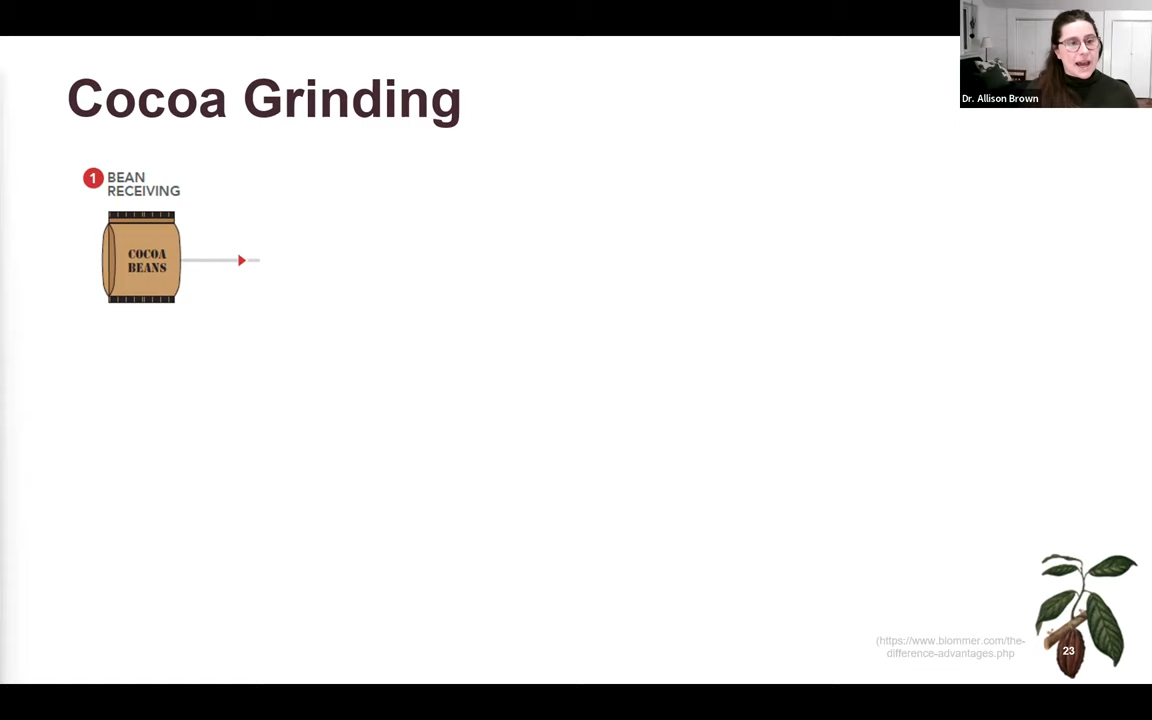 Dr. Allison Brown
Cocoa Grinding
1 BEAN
RECEIVING
COCOA
BEANS
(https://www.blommer.com/the-
difference-advantages.php
23